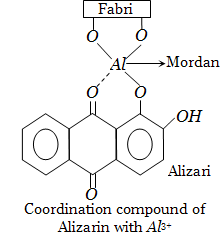 Fabri
O O
Al Mordan
O O
OH
Alizari
O
Coordination compound of
Alizarin with Al3+